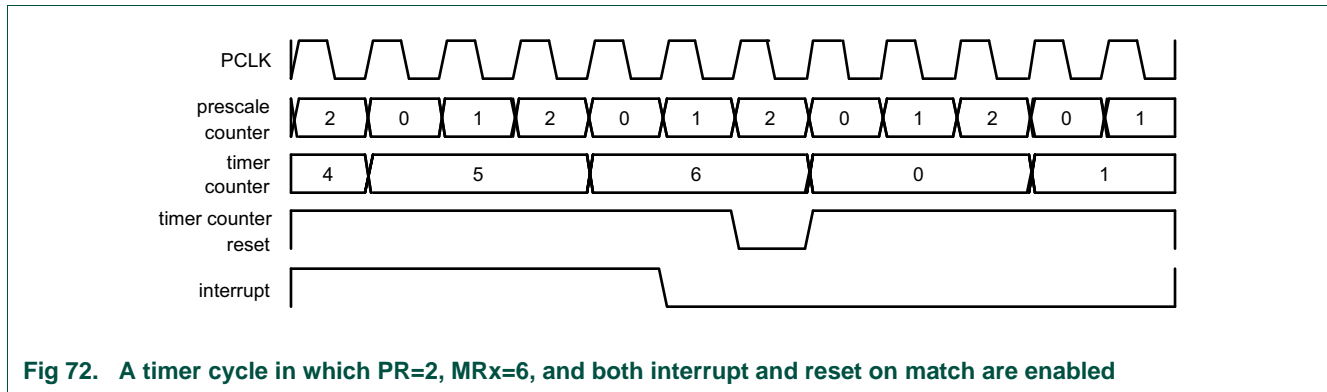 PCLK
prescale
counter
2 0 1 2 0 1 2 0 1 2 0 1
timer
counter
4 5 6 0 1
timer counter
reset
interrupt
Fig 72. A timer cycle in which PR=2, MRx=6, and both interrupt and reset on match are enabled